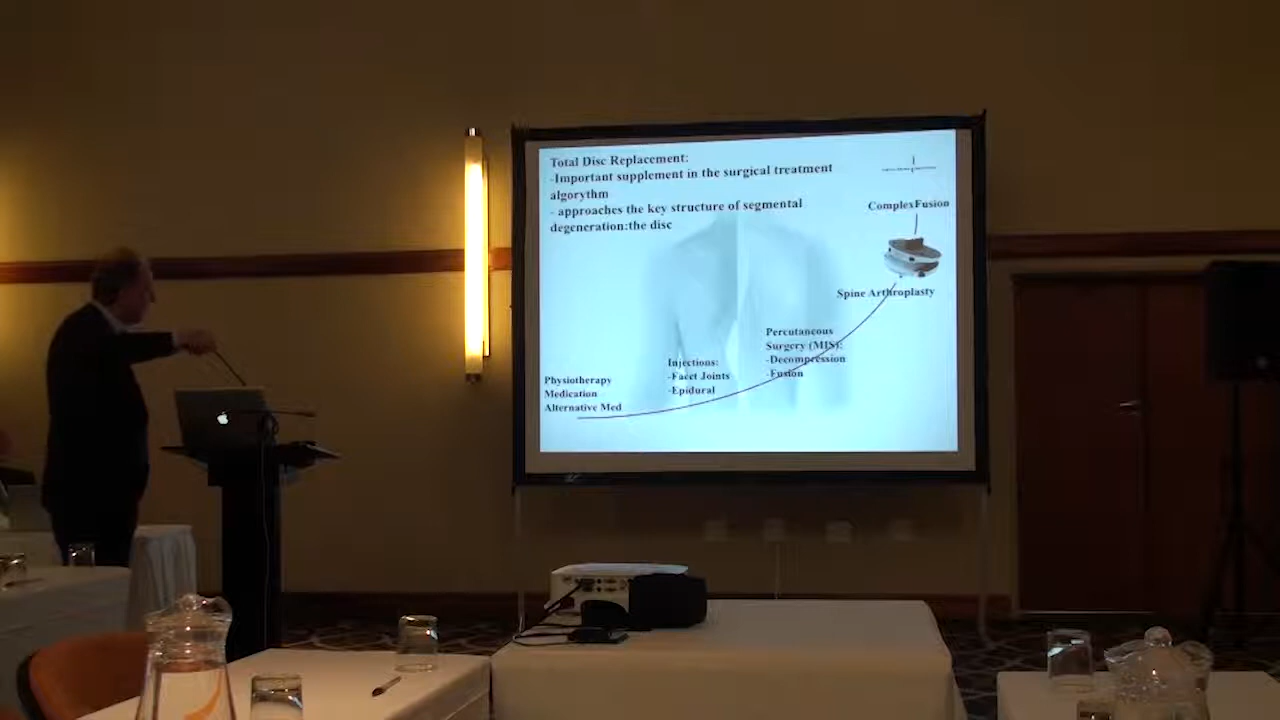 Total Disc Replacement:
-Important supplement in the surgical treatment
algorythm
- approaches the key structure of segmental
degeneration:the disc
ComplexFusion
Spine Arthroplasty
Percutaneous
Surgery (MIS):
-Decompression
-Fusion
Injections:
-Facet Joints
-Epidural
Physiotherapy
Medication
Alternative Med